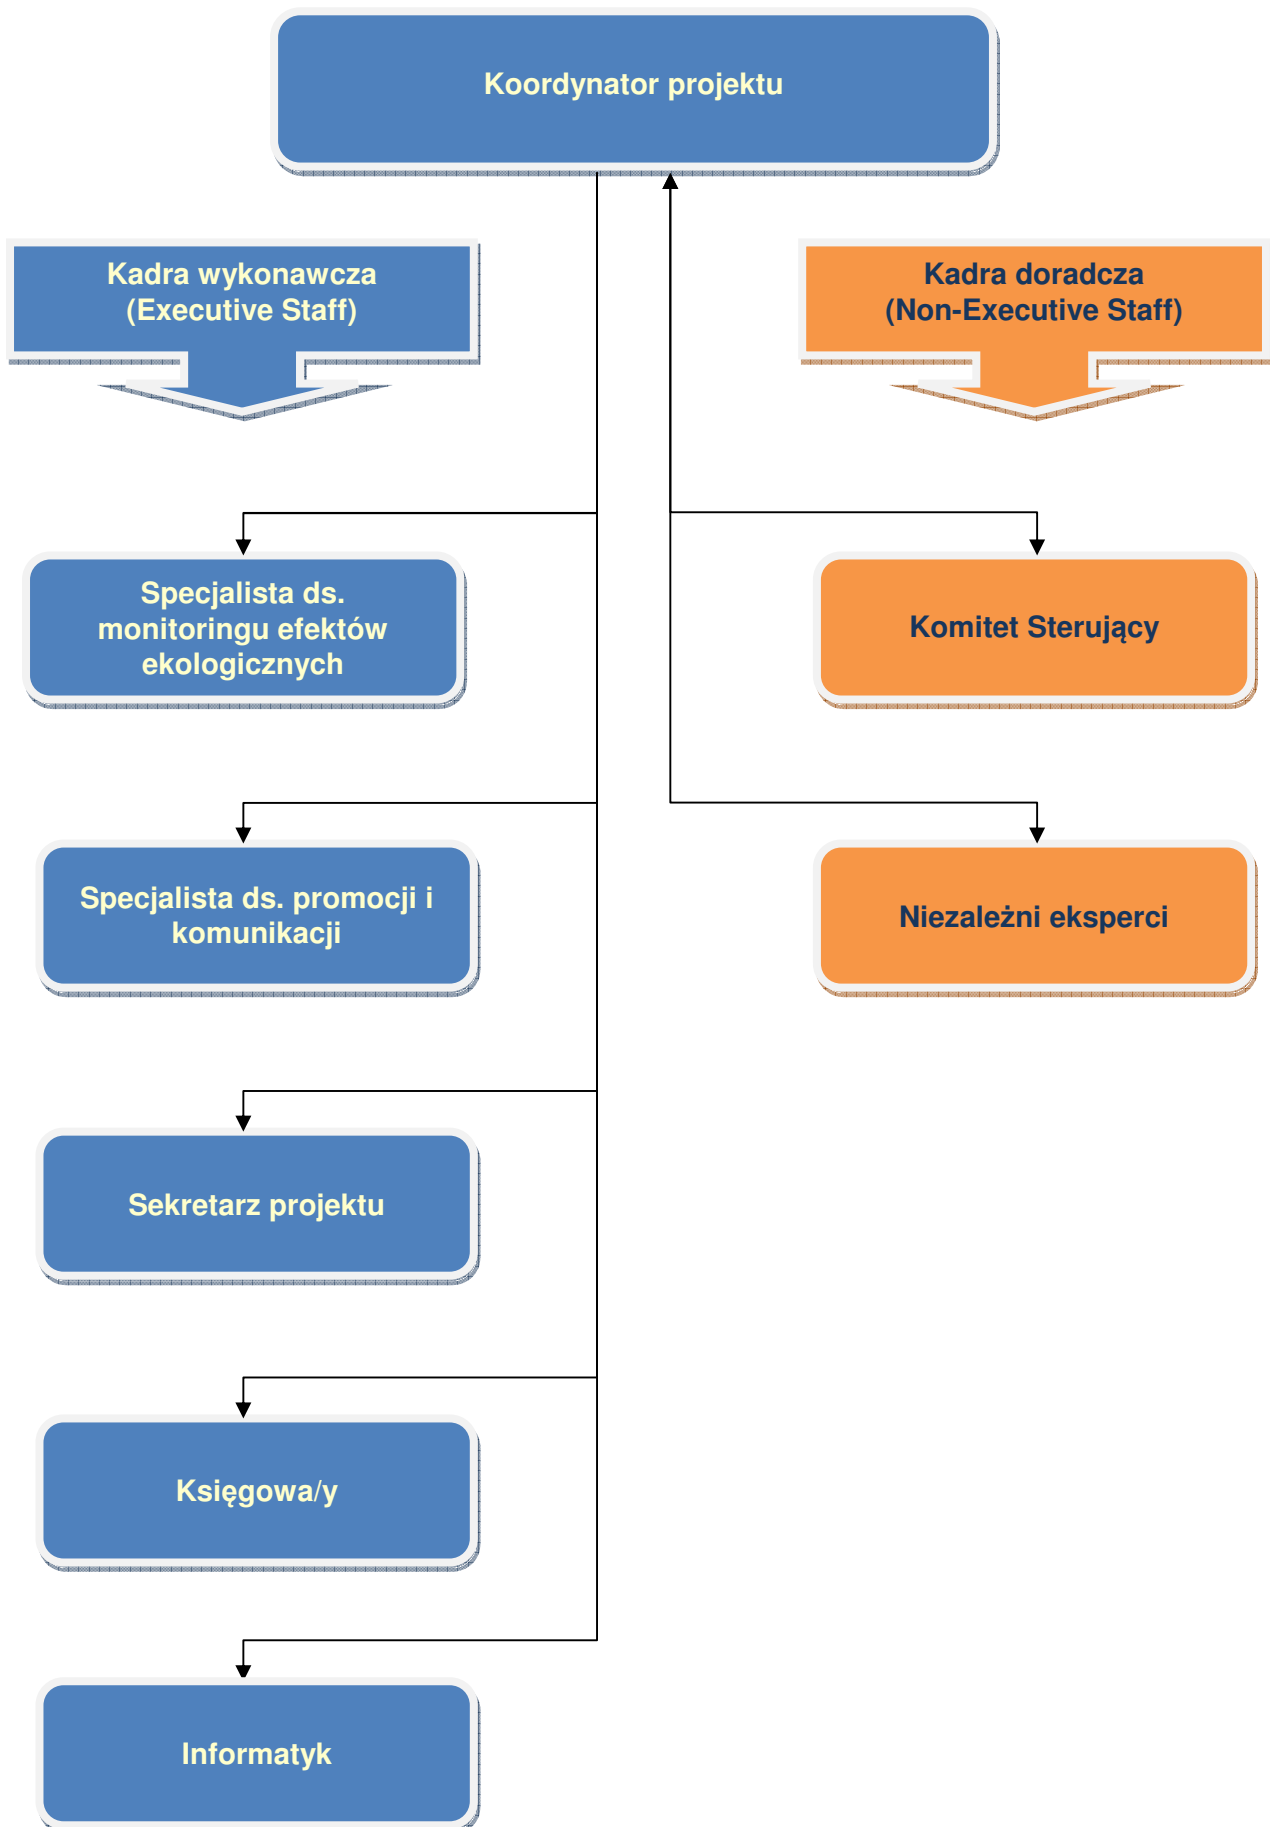 Koordynator projektu
Kadra wykonawcza
(Executive Staff)
Kadra doradcza
(Non-Executive Staff)
Specjalista ds.
monitoringu efektów
ekologicznych
Komitet Sterujący
Specjalista ds. promocji i
komunikacji
Niezależni eksperci
Sekretarz projektu
Księgowa/y
Informatyk